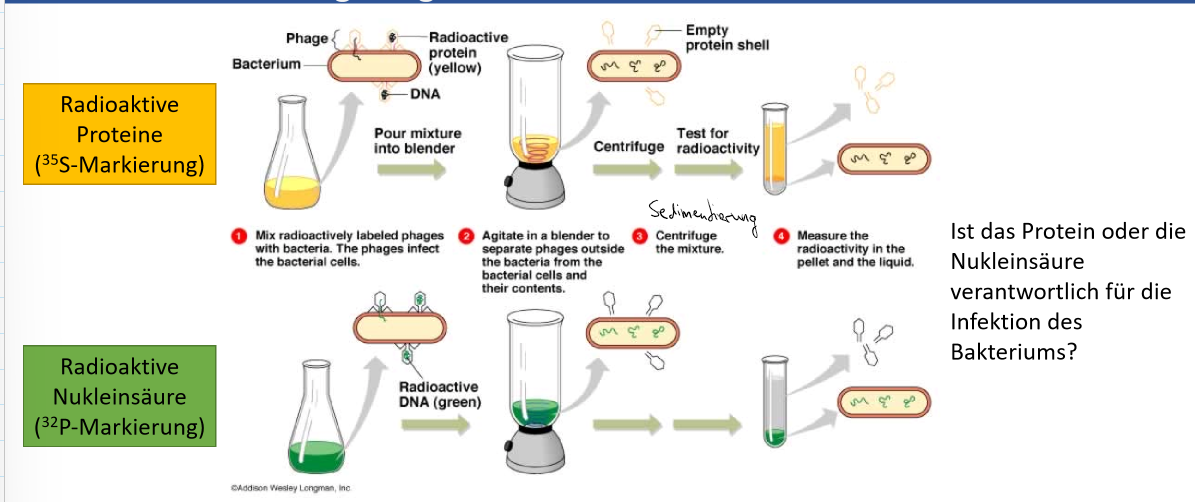 Phage
Bacterium
Radioactive
protein
(yellow)
DNA
Empty
protein shell
Radioaktive
Proteine
(³⁵S-Markierung)
Pour mixture
into blender
Centrifuge
Test for
radioactivity
Sedimentierung
1 Mix radioactively labeled phages
with bacteria. The phages infect
the bacterial cells.
2 Agitate in a blender to
separate phages outside
the bacteria from the
bacterial cells and
their contents.
3 Centrifuge
the mixture.
4 Measure the
radioactivity in the
pellet and the liquid.
Ist das Protein oder die
Nukleinsäure
verantwortlich für die
Infektion des
Bakteriums?
Radioaktive
Nukleinsäure
(³²P-Markierung)
Radioactive
DNA (green)
©Addison Wesley Longman, Inc